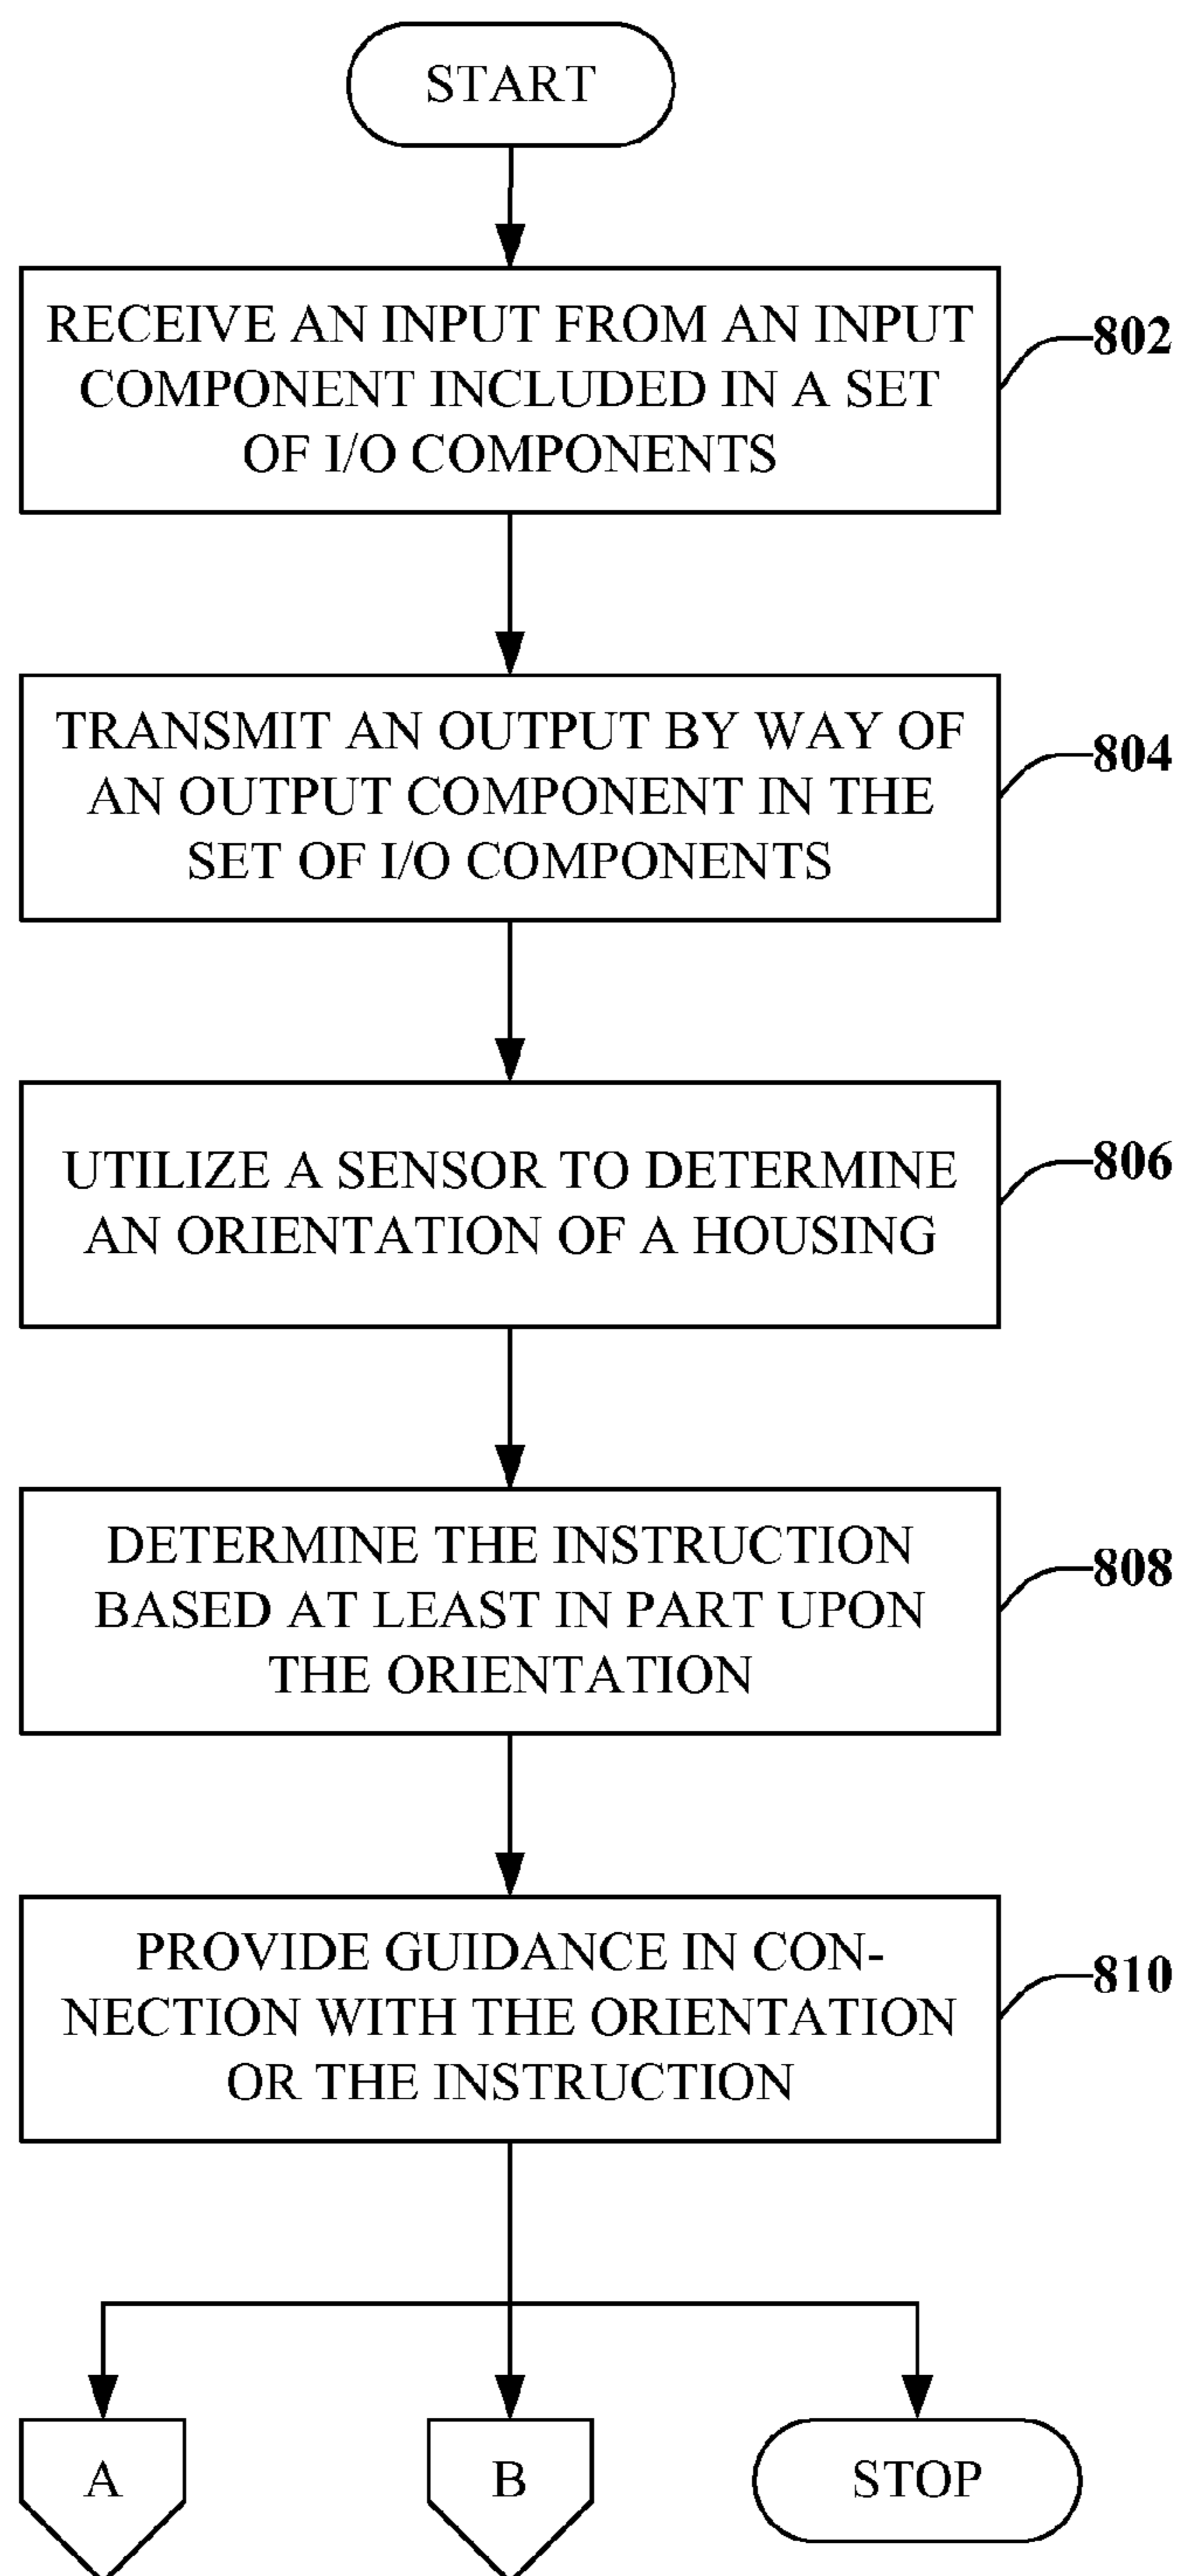 START
RECEIVE AN INPUT FROM AN INPUT
COMPONENT INCLUDED IN A SET
OF I/O COMPONENTS
802
TRANSMIT AN OUTPUT BY WAY OF
AN OUTPUT COMPONENT IN THE
SET OF I/O COMPONENTS
804
UTILIZE A SENSOR TO DETERMINE
AN ORIENTATION OF A HOUSING
806
DETERMINE THE INSTRUCTION
BASED AT LEAST IN PART UPON
THE ORIENTATION
808
PROVIDE GUIDANCE IN CON-
NECTION WITH THE ORIENTATION
OR THE INSTRUCTION
810
A
B
STOP